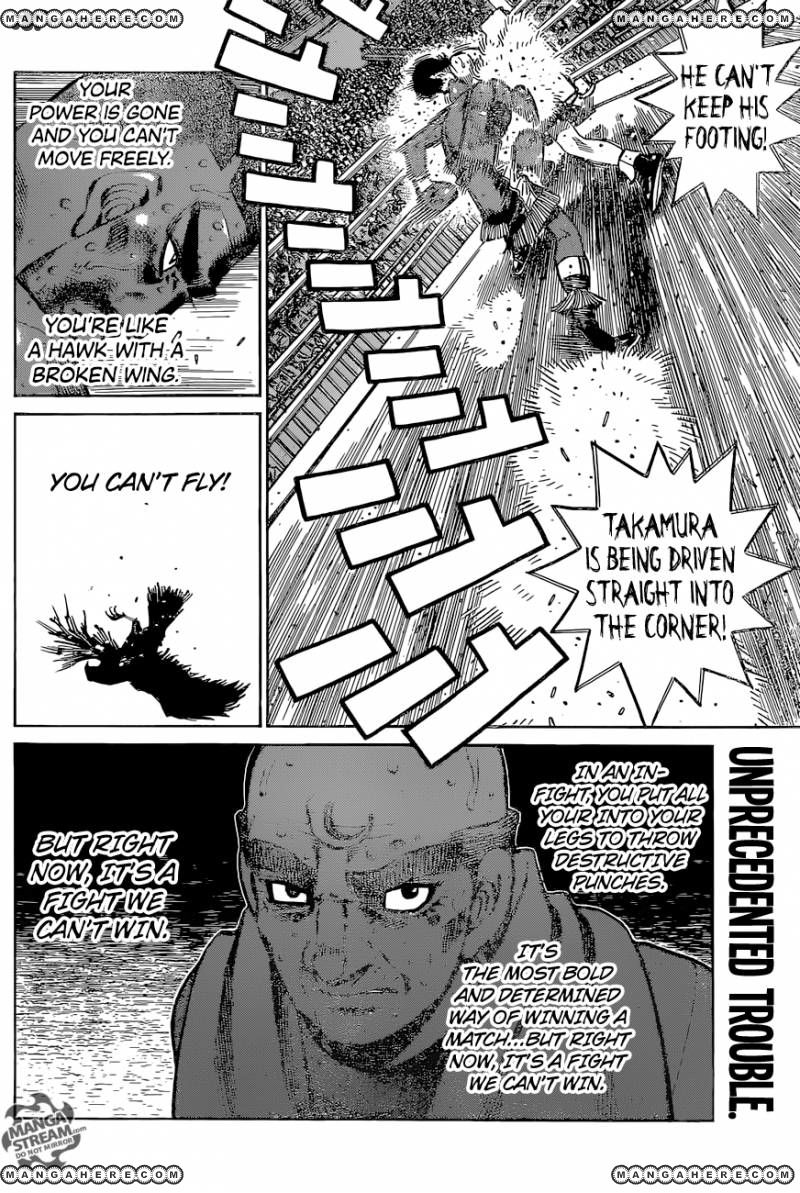 MANGAHERE.COM
MANGAHERE.COM
HE CAN'T
KEEP HIS
FOOTING!
YOUR
POWER IS GONE
AND YOU CAN'T
MOVE FREELY.
YOU'RE LIKE
A HAWK WITH A
BROKEN WING.
YOU CAN'T FLY!
TAKAMURA
IS BEING DRIVEN
STRAIGHT INTO
THE CORNER!
IN AN IN-
FIGHT, YOU PUT ALL
YOUR INTO YOUR
LEGS TO THROW
DESTRUCTIVE
PUNCHES.
BUT RIGHT
NOW, IT'S A
FIGHT WE
CAN'T WIN.
IT'S
THE MOST BOLD
AND DETERMINED
WAY OF WINNING A
MATCH...BUT RIGHT
NOW, IT'S A FIGHT
WE CAN'T WIN.
UNPRECEDENTED TROUBLE.
MANGA
STREAM.com
DO NOT MIRROR
MANGAHERE.COM
MANGAHERE.COM